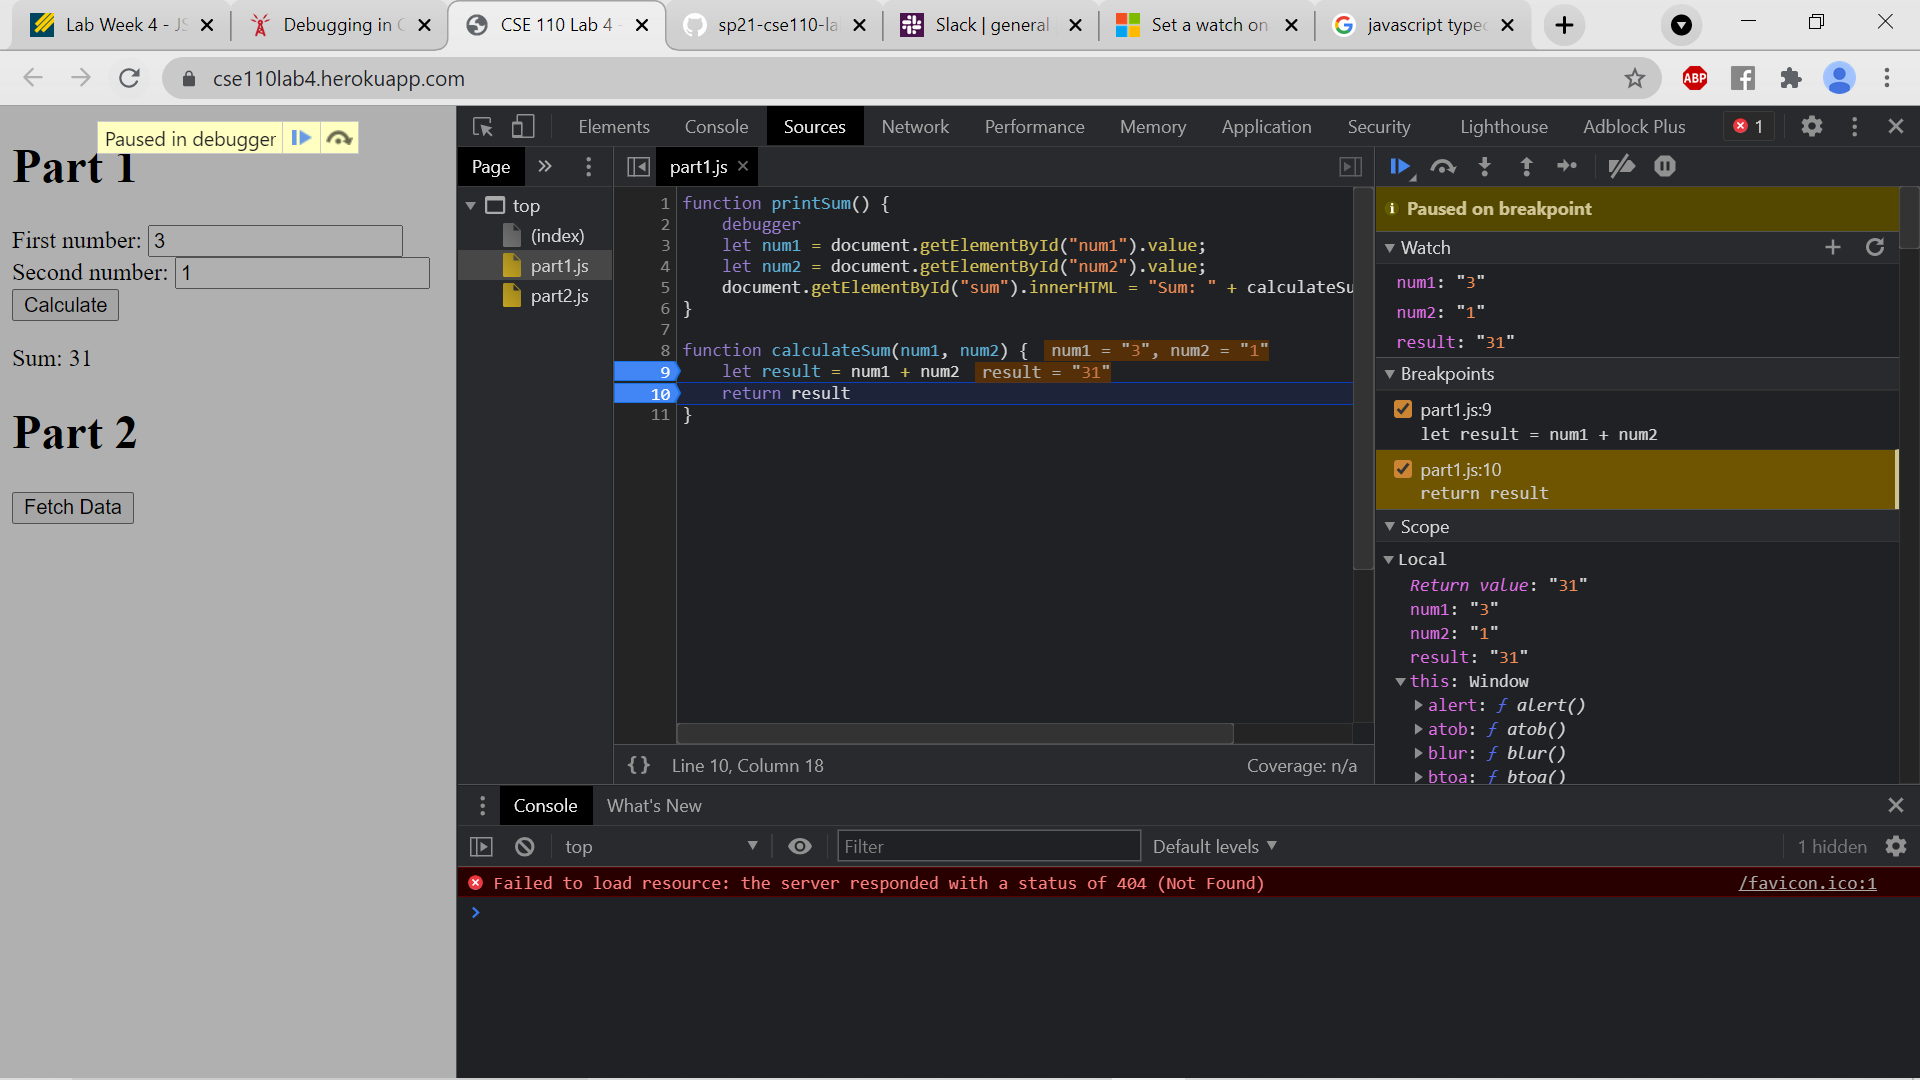 Lab Week 4 - JS
Debugging in C
CSE 110 Lab 4 -
sp21-cse110-la
Slack | general
Set a watch on
javascript typeo
cse110lab4.herokuapp.com
ABP
Paused in debugger
Part 1
First number: 3
Second number: 1
Calculate
Sum: 31
Part 2
Fetch Data
Elements Console Sources Network Performance Memory Application Security Lighthouse Adblock Plus 1
Page
top
(index)
part1.js
part2.js
part1.js
1 function printSum() {
2 debugger
3 let num1 = document.getElementById("num1").value;
4 let num2 = document.getElementById("num2").value;
5 document.getElementById("sum").innerHTML = "Sum: " + calculateSu
6 }
7
8 function calculateSum(num1, num2) { num1 = "3", num2 = "1"
9 let result = num1 + num2 result = "31"
10 return result
11 }
{} Line 10, Column 18 Coverage: n/a
Paused on breakpoint
Watch
num1: "3"
num2: "1"
result: "31"
Breakpoints
part1.js:9
let result = num1 + num2
part1.js:10
return result
Scope
Local
Return value: "31"
num1: "3"
num2: "1"
result: "31"
this: Window
alert: ƒ alert()
atob: ƒ atob()
blur: ƒ blur()
btoa: ƒ btoa()
Console What's New
top Filter Default levels 1 hidden
Failed to load resource: the server responded with a status of 404 (Not Found) /favicon.ico:1